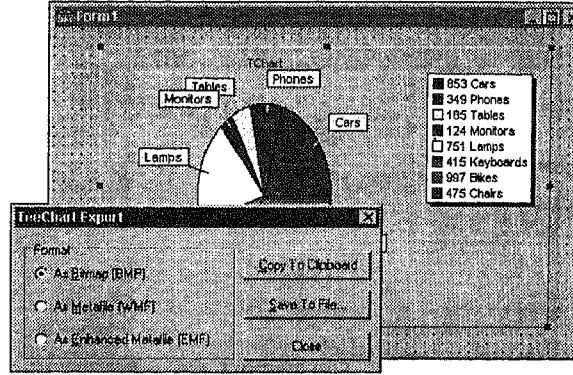 Form1
TChart
Phones
Tables
Monitors
Cars
Lamps
853 Cars
349 Phones
185 Tables
124 Monitors
751 Lamps
415 Keyboards
997 Bikes
475 Chairs
TeeChart Export
Format
As Bitmap (BMP)
As Metafile (WMF)
As Enhanced Metafile (EMF)
Copy To Clipboard
Save To File...
Close